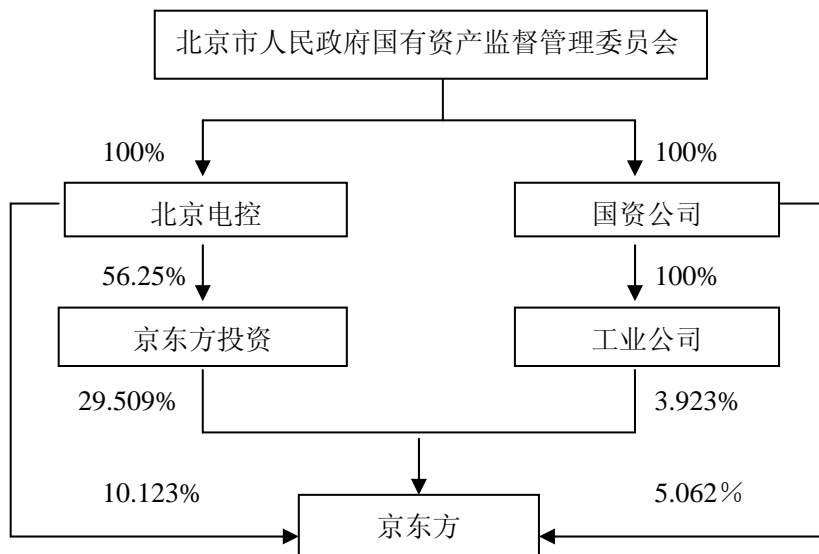 北京市人民政府国有资产监督管理委员会
100%
100%
北京电控
国资公司
56.25%
100%
京东方投资
工业公司
29.509%
3.923%
10.123%
5.062％
京东方